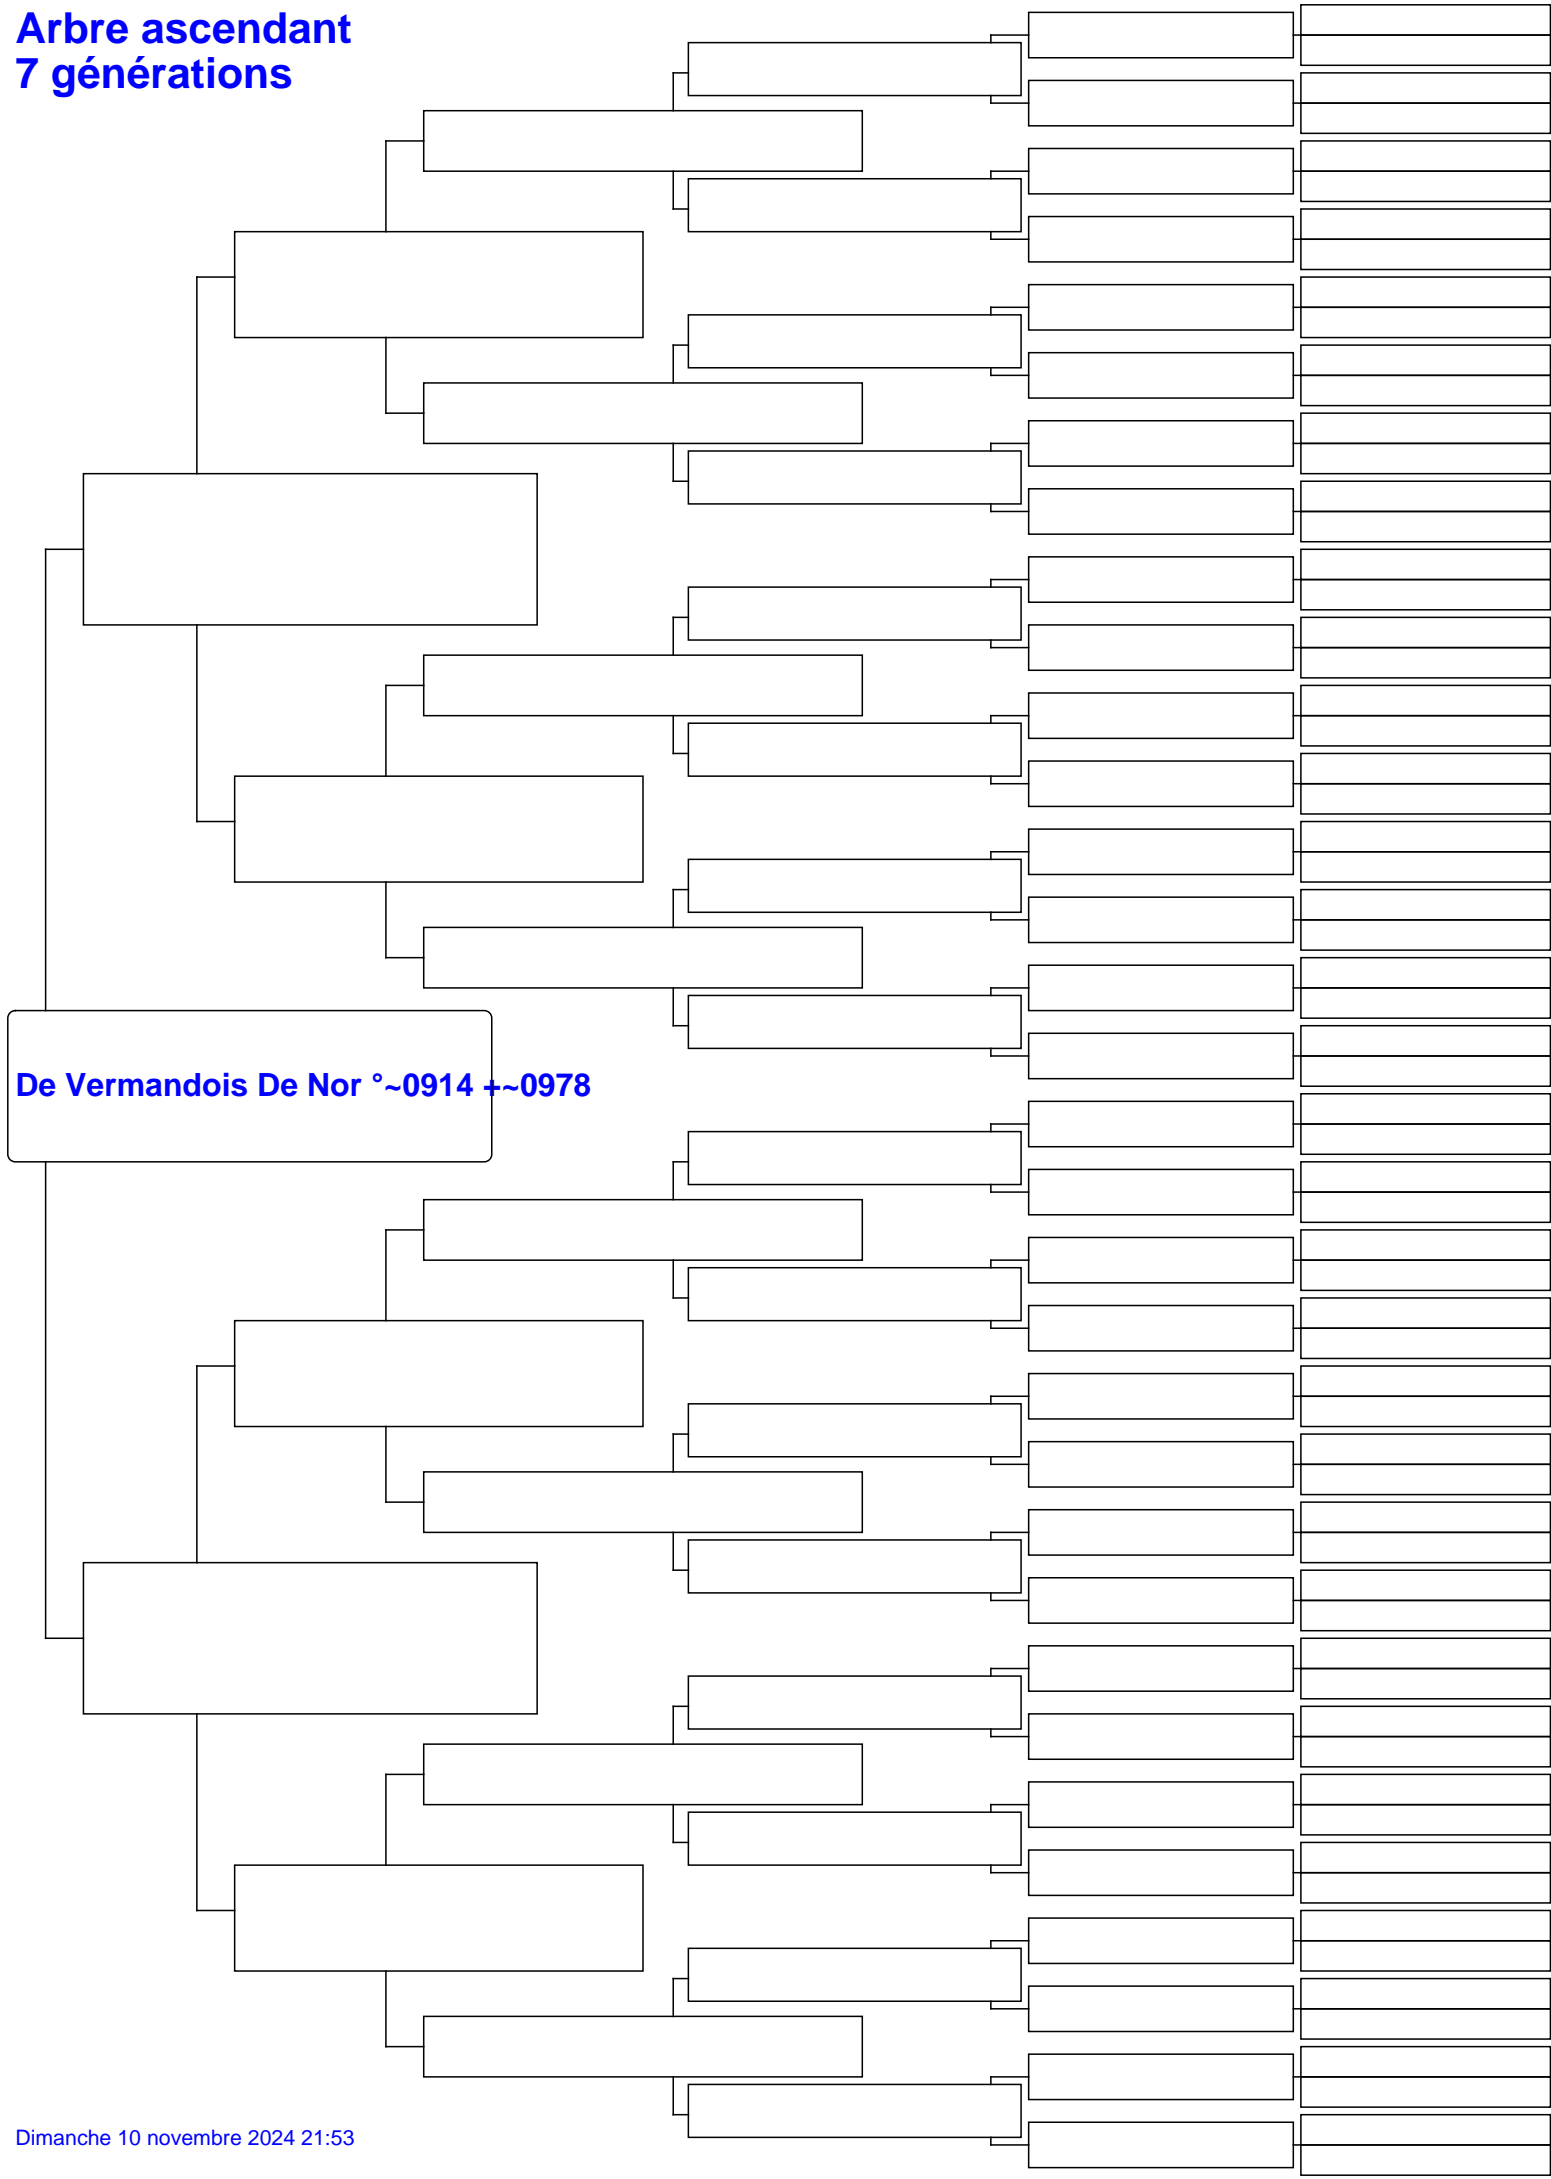 Arbre ascendant
7 générations
De Vermandois De Nor °~0914 +~0978
Dimanche 10 novembre 2024 21:53